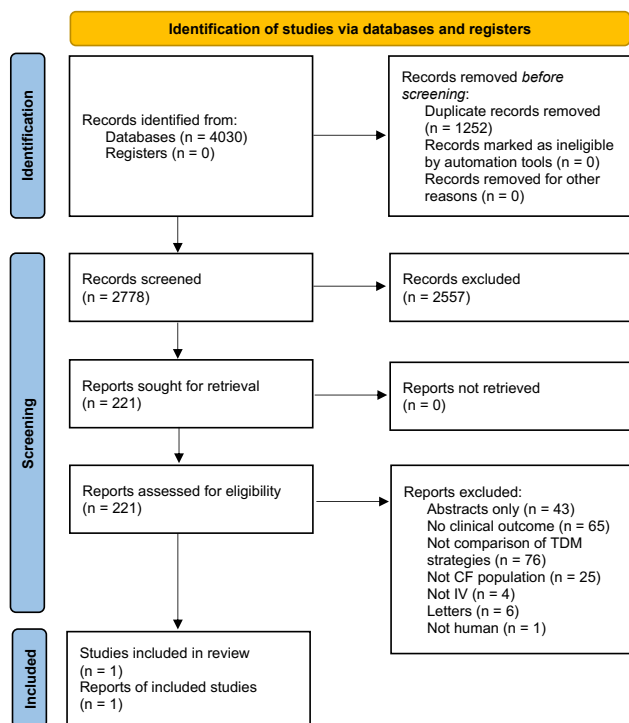 Identification of studies via databases and registers
Identification
Records identified from:
Databases (n = 4030)
Registers (n = 0)
Records removed before
screening:
Duplicate records removed
(n = 1252)
Records marked as ineligible
by automation tools (n = 0)
Records removed for other
reasons (n = 0)
Screening
Records screened
(n = 2778)
Records excluded
(n = 2557)
Reports sought for retrieval
(n = 221)
Reports not retrieved
(n = 0)
Reports assessed for eligibility
(n = 221)
Reports excluded:
Abstracts only (n = 43)
No clinical outcome (n = 65)
Not comparison of TDM
strategies (n = 76)
Not CF population (n = 25)
Not IV (n = 4)
Letters (n = 6)
Not human (n = 1)
Included
Studies included in review
(n = 1)
Reports of included studies
(n = 1)